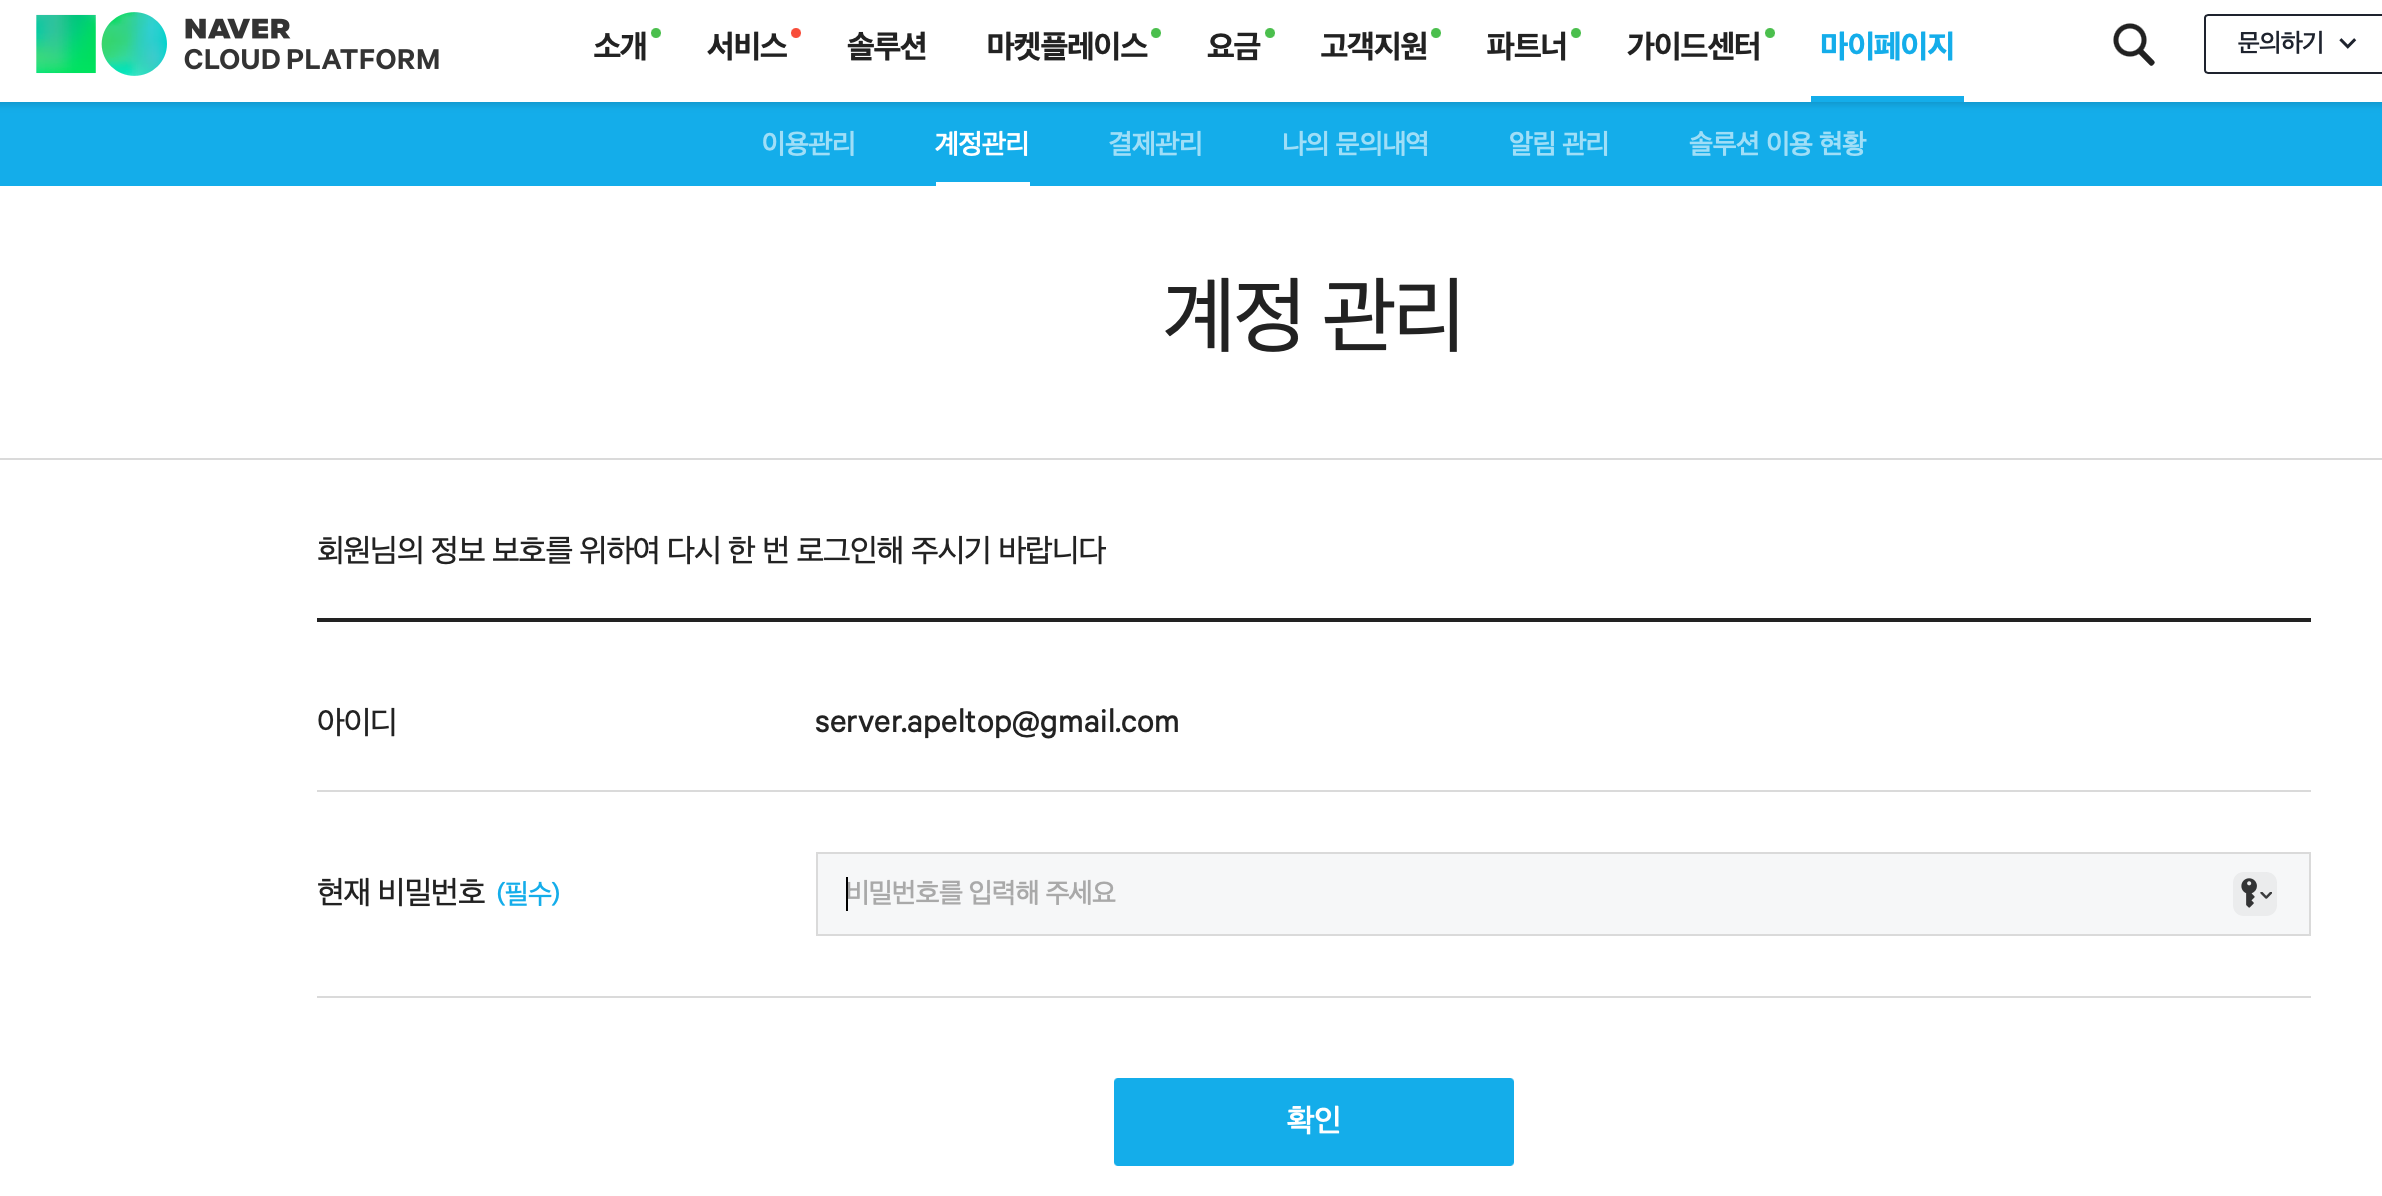 NAVER
CLOUD PLATFORM
소개 서비스 솔루션 마켓플레이스 요금 고객지원 파트너 가이드센터 마이페이지
문의하기
이용관리 계정관리 결제관리 나의 문의내역 알림 관리 솔루션 이용 현황
계정 관리
회원님의 정보 보호를 위하여 다시 한 번 로그인해 주시기 바랍니다
아이디 server.apeltop@gmail.com
현재 비밀번호 (필수) 비밀번호를 입력해 주세요
확인